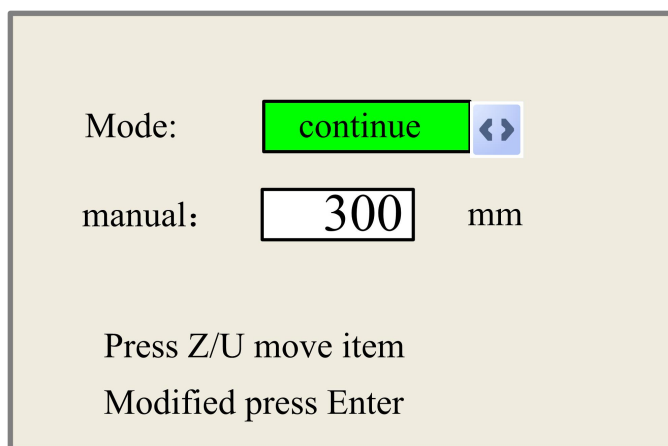 Mode: continue
manual： 300 mm
Press Z/U move item
Modified press Enter